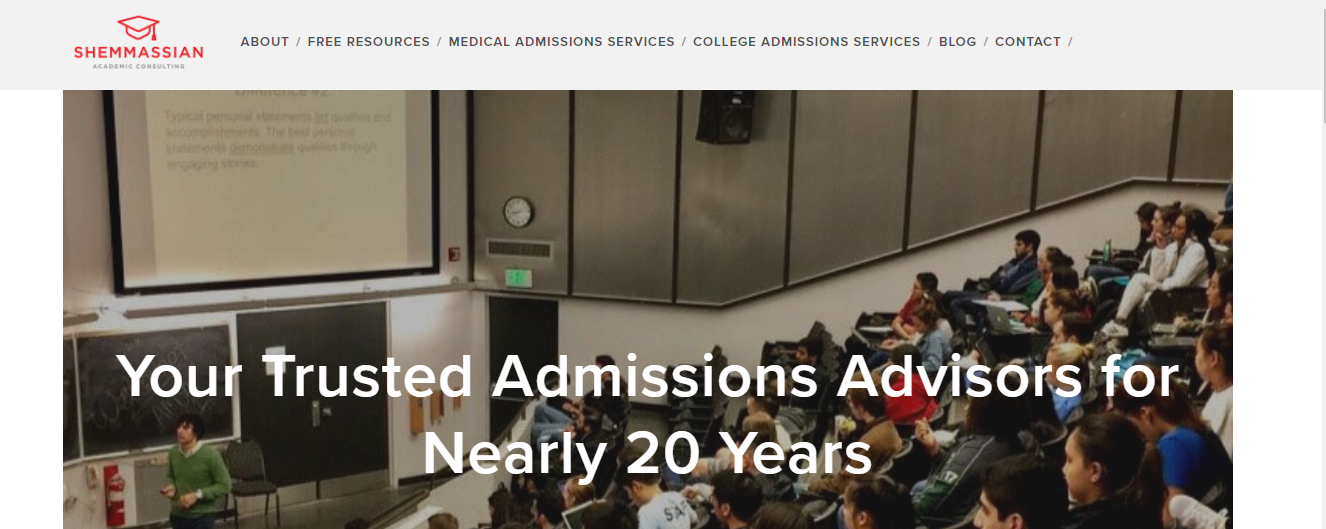 SHEMMASSIAN
ACADEMIC CONSULTING
ABOUT / FREE RESOURCES / MEDICAL ADMISSIONS SERVICES / COLLEGE ADMISSIONS SERVICES / BLOG / CONTACT /
Difference #2
Typical personal statements list qualities and
accomplishments. The best personal
statements demonstrate qualities through
engaging stories.
Your Trusted Admissions Advisors for
Nearly 20 Years